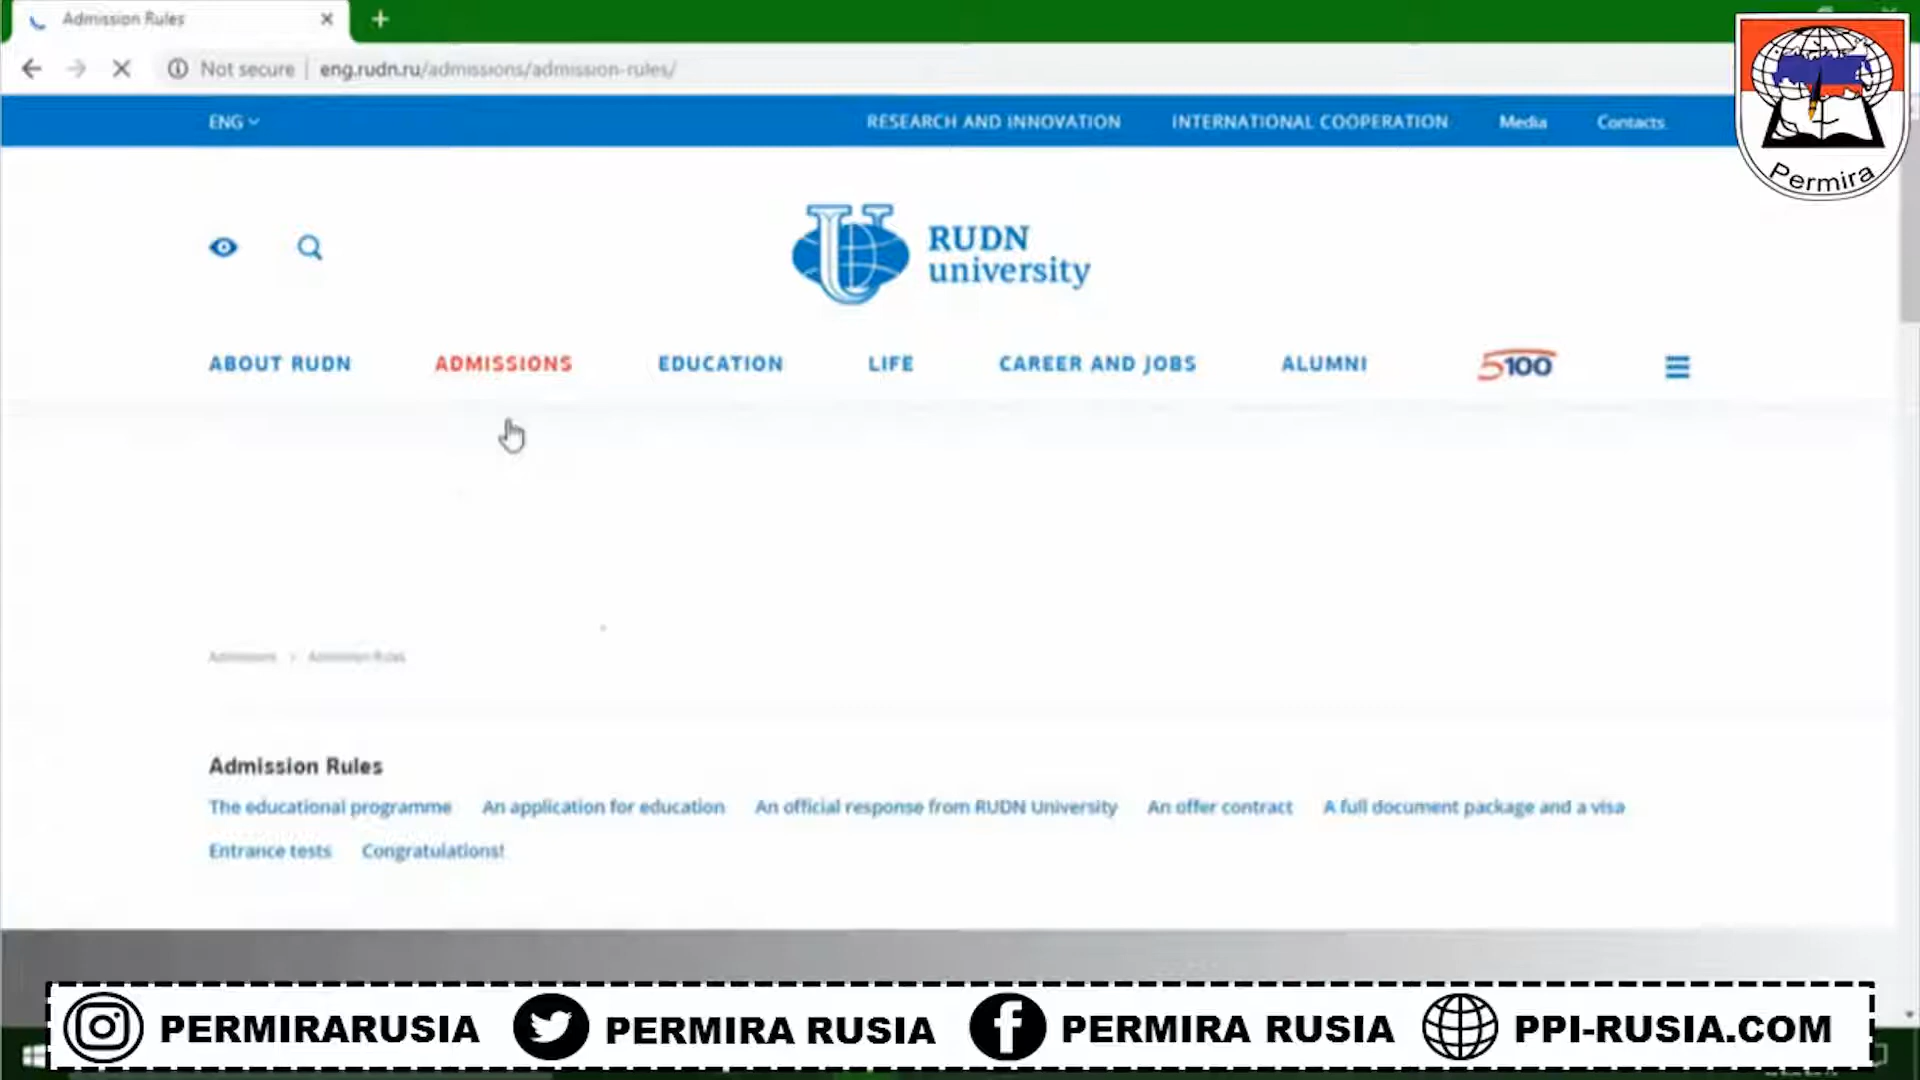 Admission Rules
Not secure eng.rudn.ru/admissions/admission-rules/
ENG RESEARCH AND INNOVATION INTERNATIONAL COOPERATION Media Contacts
Permira
RUDN
university
ABOUT RUDN ADMISSIONS EDUCATION LIFE CAREER AND JOBS ALUMNI 5100
Admissions > Admission Rules
Admission Rules
The educational programme An application for education An official response from RUDN University An offer contract A full document package and a visa
Entrance tests Congratulations!
PERMIRARUSIA PERMIRA RUSIA PERMIRA RUSIA PPI-RUSIA.COM